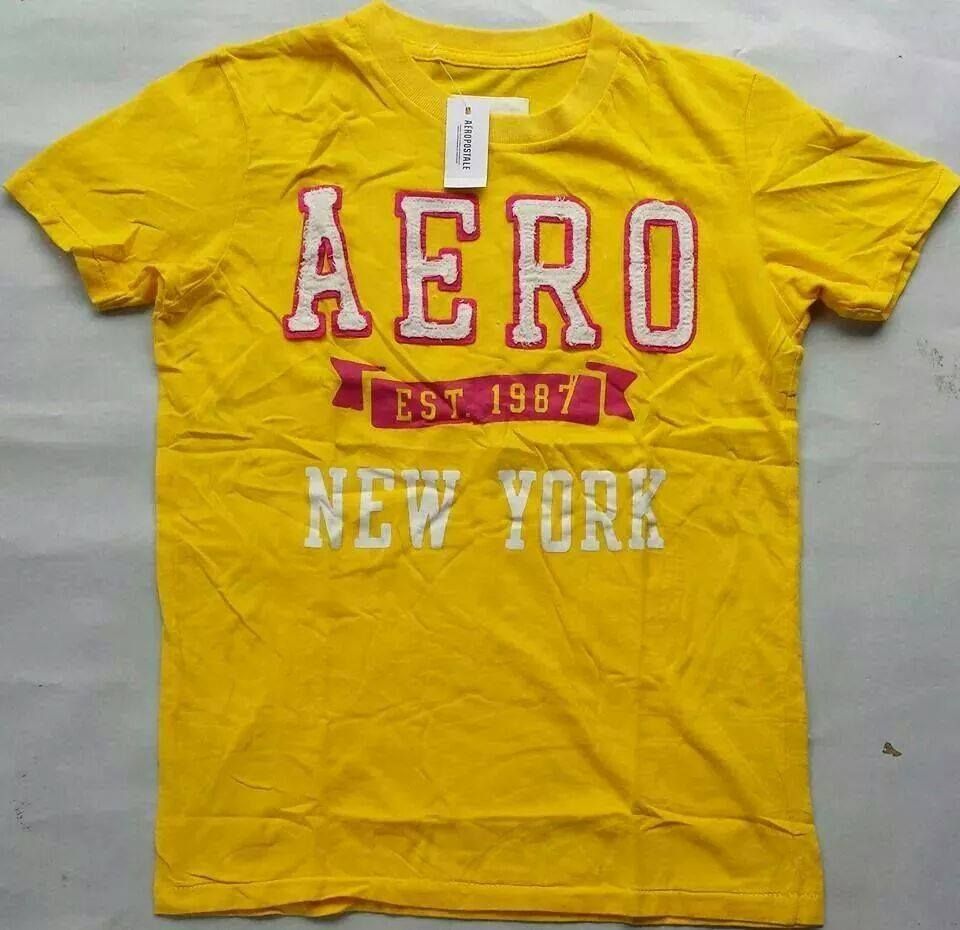 AEROPOSTALE
AERO
EST. 1987
NEW YORK